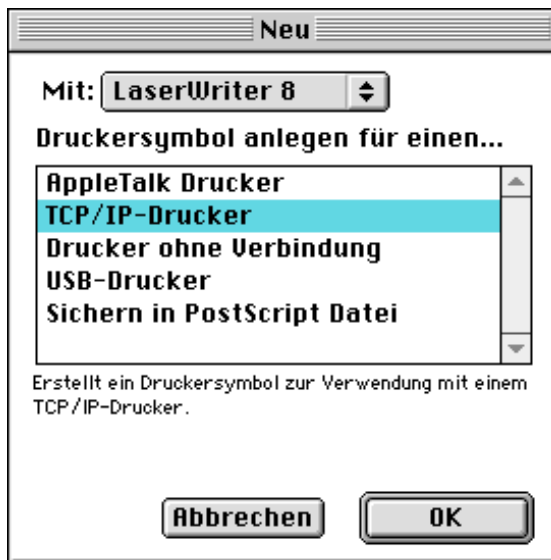 Neu
Mit: LaserWriter 8
Druckersymbol anlegen für einen...
AppleTalk Drucker
TCP/IP-Drucker
Drucker ohne Verbindung
USB-Drucker
Sichern in PostScript Datei
Erstellt ein Druckersymbol zur Verwendung mit einem
TCP/IP-Drucker.
Abbrechen OK